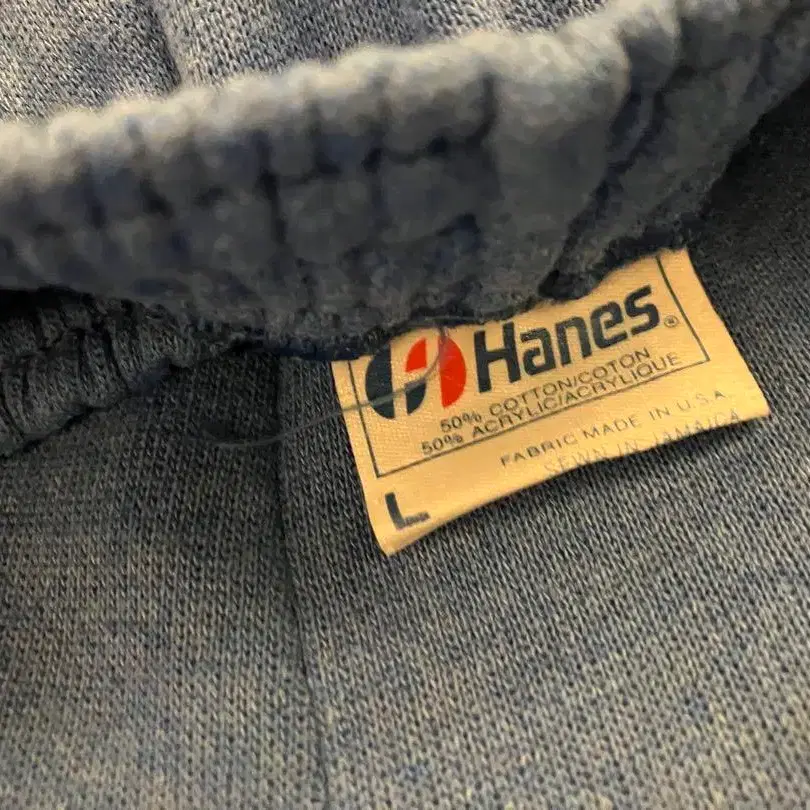 Hanes®
50% COTTON/COTON
50% ACRYLIC/ACRYLIQUE
FABRIC MADE IN U.S.A.
SEWN IN JAMAICA
L